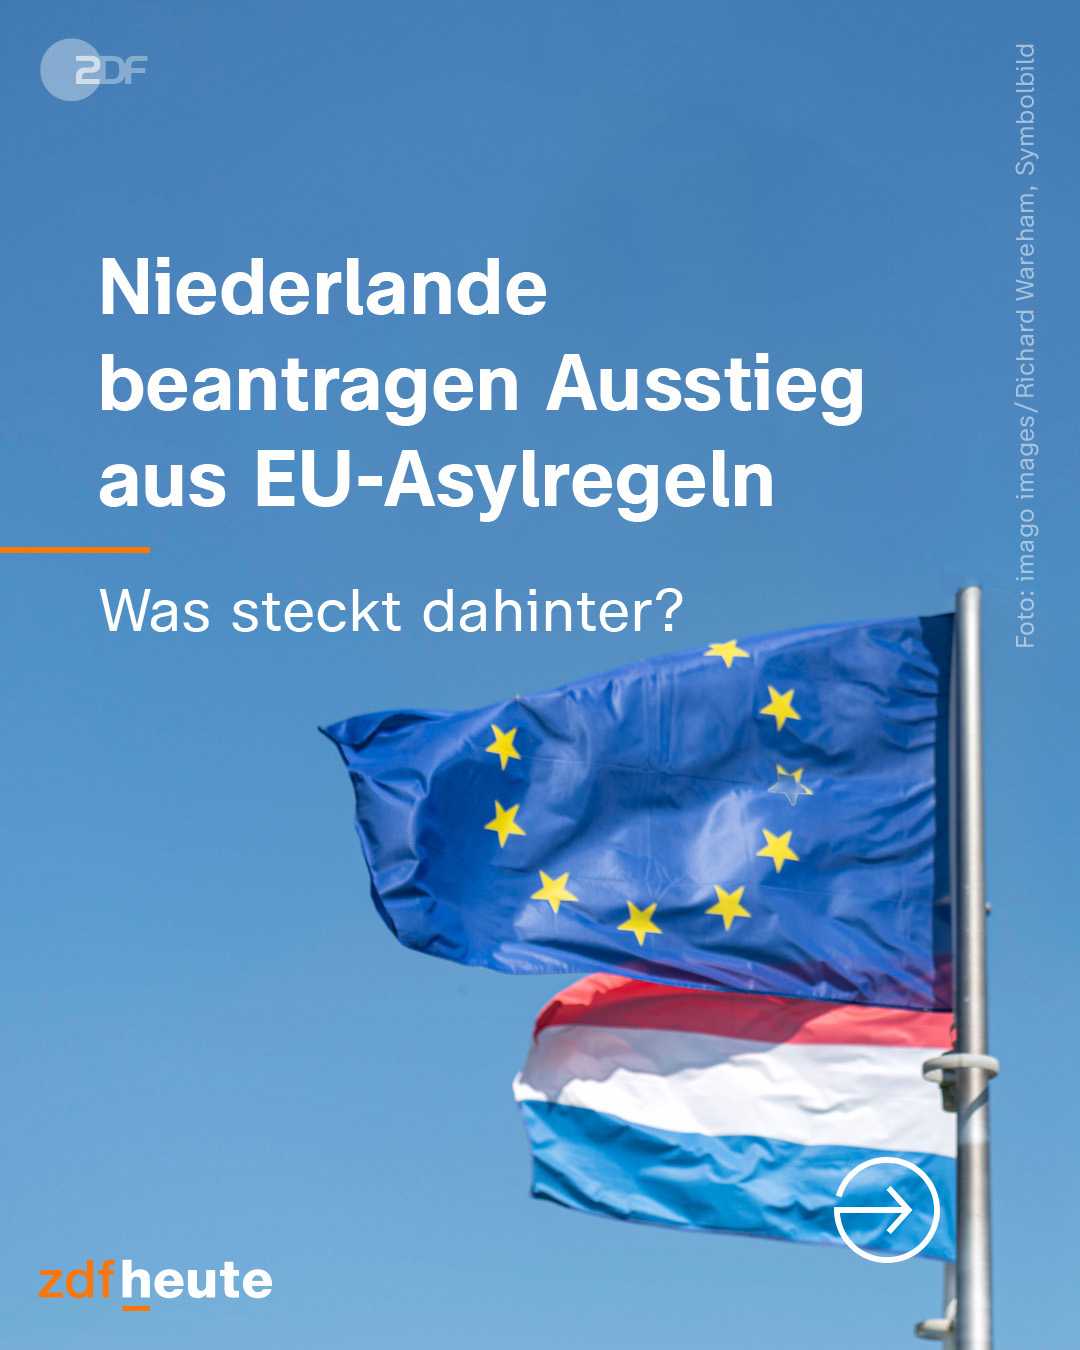 ZDF
Niederlande
beantragen Ausstieg
aus EU-Asylregeln
Was steckt dahinter?
Foto: imago images/Richard Wareham, Symbolbild
zdfheute